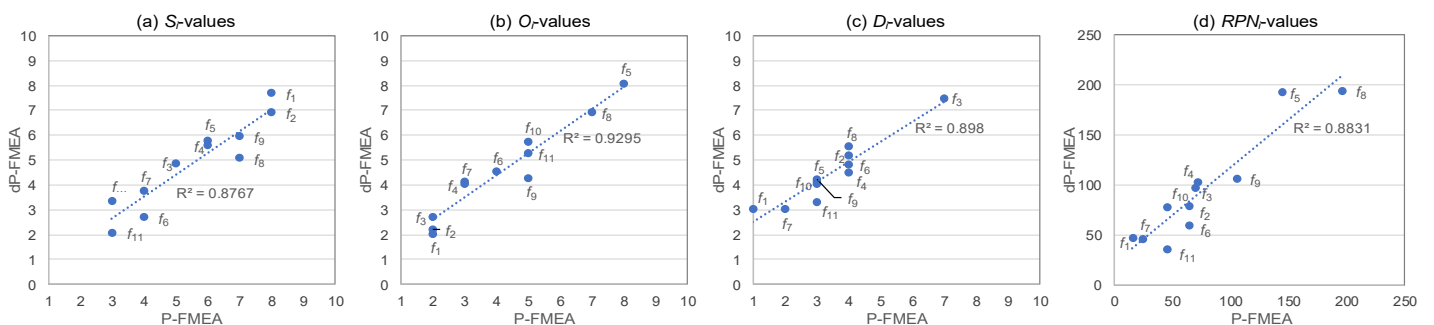 (a) Sᵢ-values
10
9
8
7
6
5
4
3
2
1
0
dP-FMEA
f1
f2
f5
f4
f9
f8
f3
f7
f...
f6
f11
R² = 0.8767
1 2 3 4 5 6 7 8 9 10
P-FMEA
(b) Oᵢ-values
10
9
8
7
6
5
4
3
2
1
0
dP-FMEA
f5
f8
f10
f11
R² = 0.9295
f6
f7
f4
f9
f3
f2
f1
1 2 3 4 5 6 7 8 9 10
P-FMEA
(c) Dᵢ-values
10
9
8
7
6
5
4
3
2
1
0
dP-FMEA
f3
R² = 0.898
f8
f2
f6
f5
f4
f10
f9
f1
f11
f7
1 2 3 4 5 6 7 8 9 10
P-FMEA
(d) RPNᵢ-values
250
200
150
100
50
0
dP-FMEA
f5
f8
R² = 0.8831
f4
f9
f3
f10
f2
f6
f1
f7
f11
0 50 100 150 200 250
P-FMEA